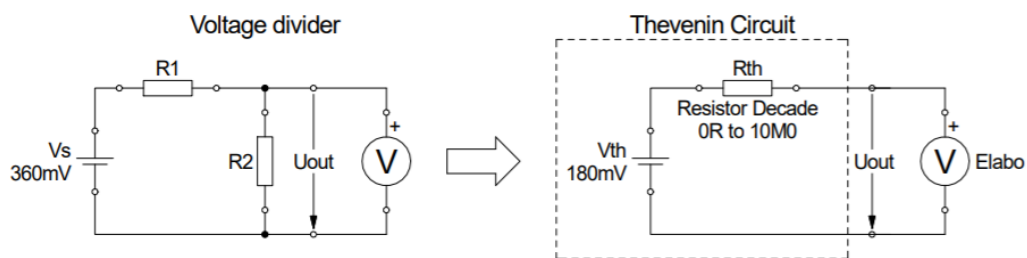 Voltage divider
R1
Vs
360mV
R2
Uout
+
V
Thevenin Circuit
Rth
Resistor Decade
0R to 10M0
Vth
180mV
Uout
+
V
Elabo